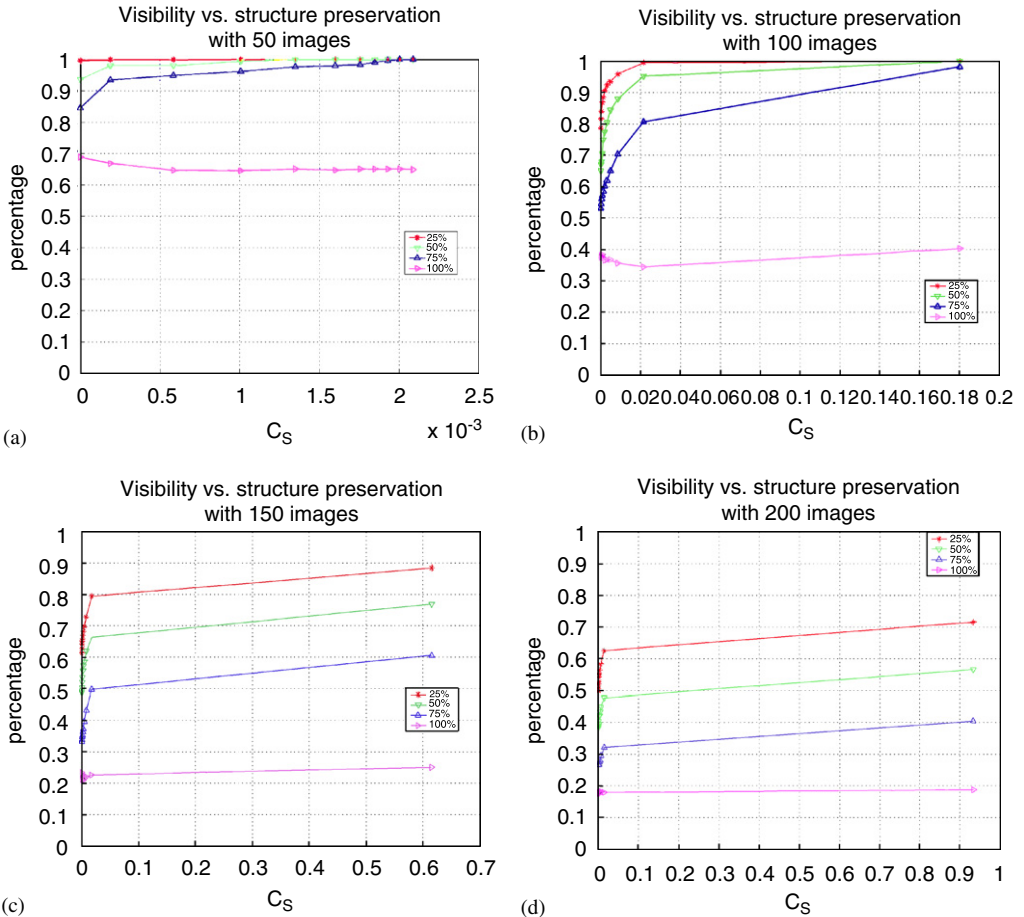 Visibility vs. structure preservation
with 50 images
1
0.9
0.8
0.7
0.6
0.5
0.4
0.3
0.2
0.1
0
percentage
25%
50%
75%
100%
0 0.5 1 1.5 2 2.5
C_S x 10^-3
(a)
Visibility vs. structure preservation
with 100 images
1
0.9
0.8
0.7
0.6
0.5
0.4
0.3
0.2
0.1
0
percentage
25%
50%
75%
100%
0 0.020.040.060.08 0.1 0.120.140.160.18 0.2
C_S
(b)
Visibility vs. structure preservation
with 150 images
1
0.9
0.8
0.7
0.6
0.5
0.4
0.3
0.2
0.1
0
percentage
25%
50%
75%
100%
0 0.1 0.2 0.3 0.4 0.5 0.6 0.7
C_S
(c)
Visibility vs. structure preservation
with 200 images
1
0.9
0.8
0.7
0.6
0.5
0.4
0.3
0.2
0.1
0
percentage
25%
50%
75%
100%
0 0.1 0.2 0.3 0.4 0.5 0.6 0.7 0.8 0.9 1
C_S
(d)